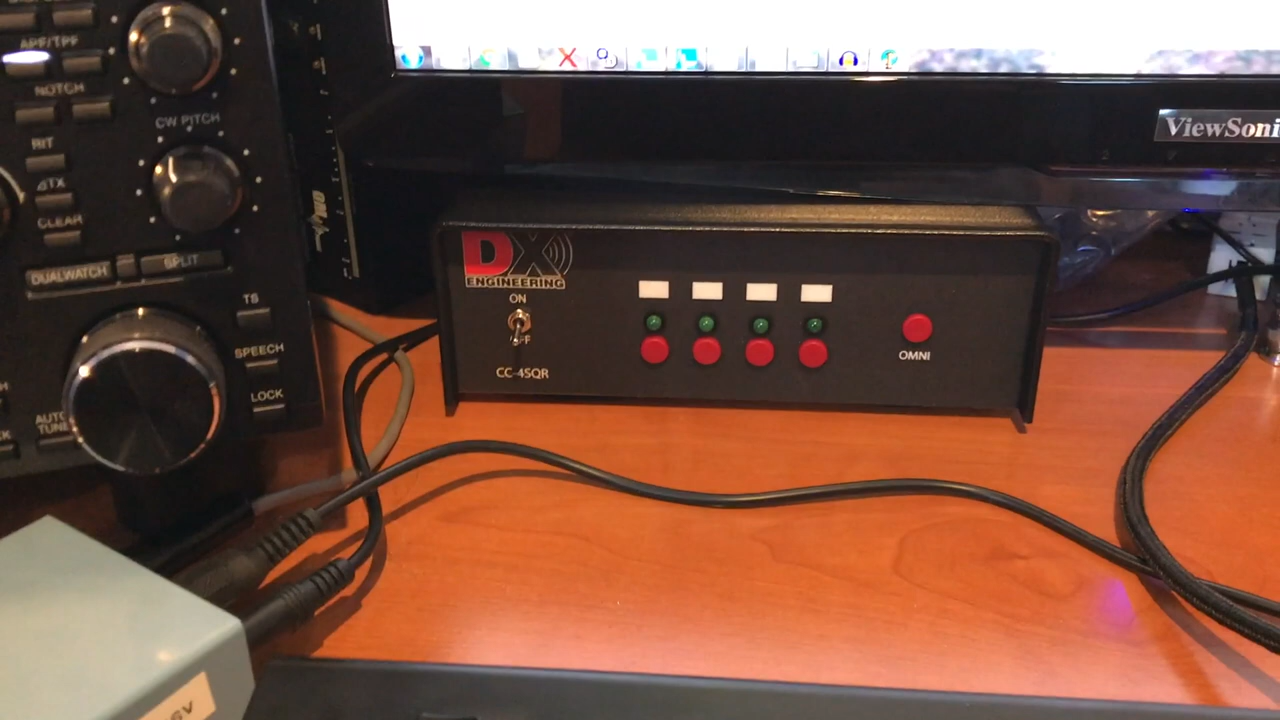 APF/TPF
NOTCH
CW PITCH
RIT
ΔTX
CLEAR
DUALWATCH
SPLIT
TS
SPEECH
LOCK
AUTO
TUNE
ViewSoni
DX
ENGINEERING
ON
OFF
CC-4SQR
OMNI